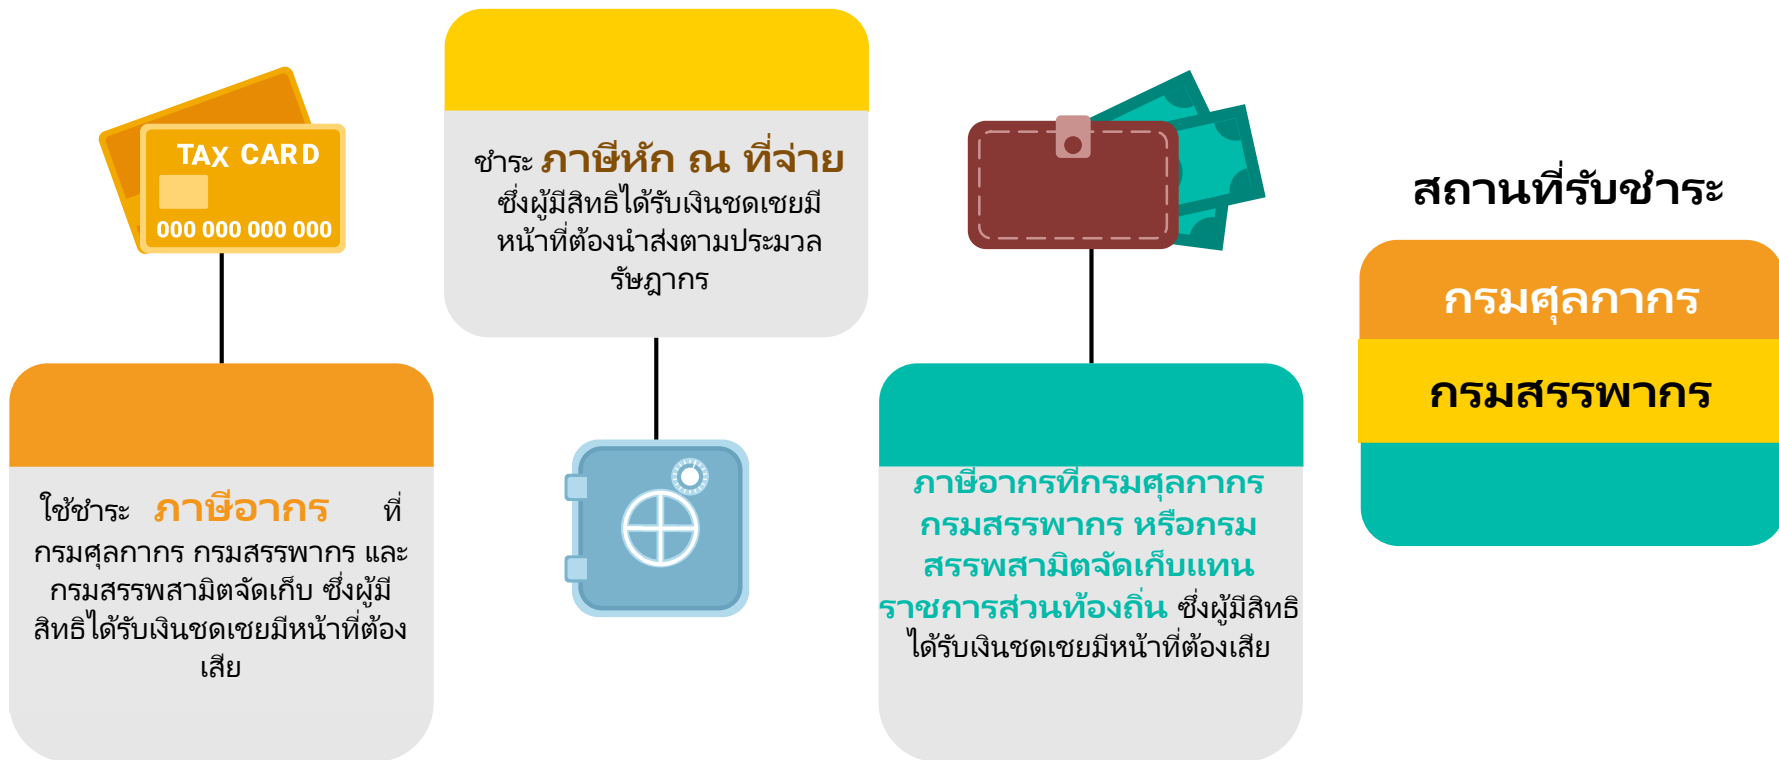 TAX CARD
000 000 000 000
ใช้ชำระ ภาษีอากร ที่
กรมศุลกากร กรมสรรพากร และ
กรมสรรพสามิตจัดเก็บ ซึ่งผู้มี
สิทธิได้รับเงินชดเชยมีหน้าที่ต้อง
เสีย
ชำระ ภาษีหัก ณ ที่จ่าย
ซึ่งผู้มีสิทธิได้รับเงินชดเชยมี
หน้าที่ต้องนำส่งตามประมวล
รัษฎากร
ภาษีอากรที่กรมศุลกากร
กรมสรรพากร หรือกรม
สรรพสามิตจัดเก็บแทน
ราชการส่วนท้องถิ่น ซึ่งผู้มีสิทธิ
ได้รับเงินชดเชยมีหน้าที่ต้องเสีย
สถานที่รับชำระ
กรมศุลกากร
กรมสรรพากร